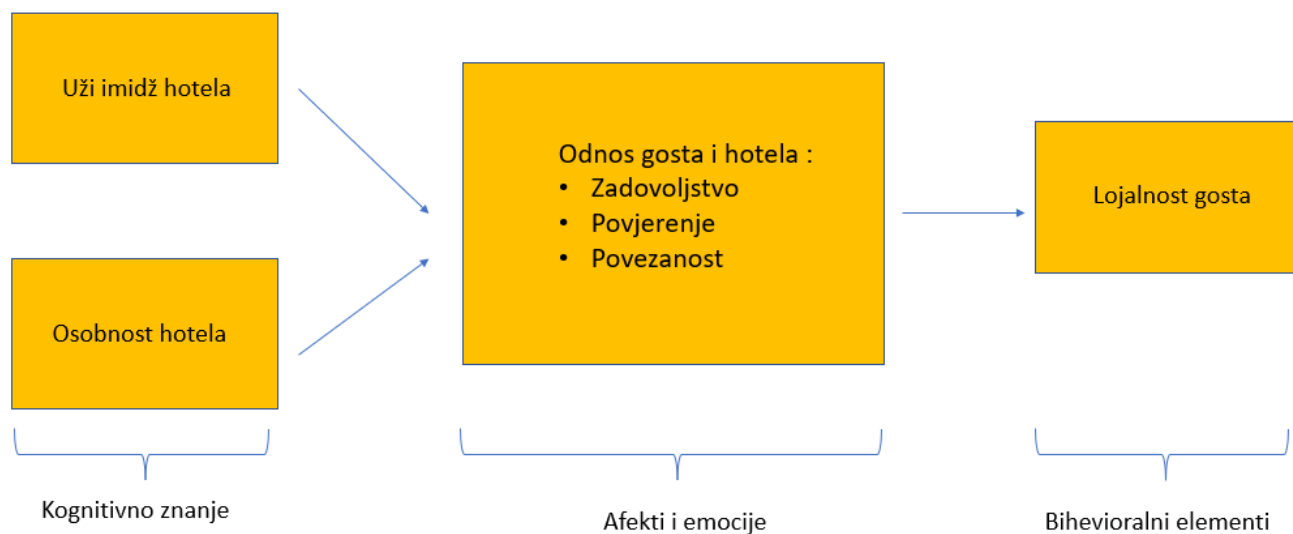 Uži imidž hotela
Osobnost hotela
Odnos gosta i hotela :
• Zadovoljstvo
• Povjerenje
• Povezanost
Lojalnost gosta
Kognitivno znanje
Afekti i emocije
Bihevioralni elementi